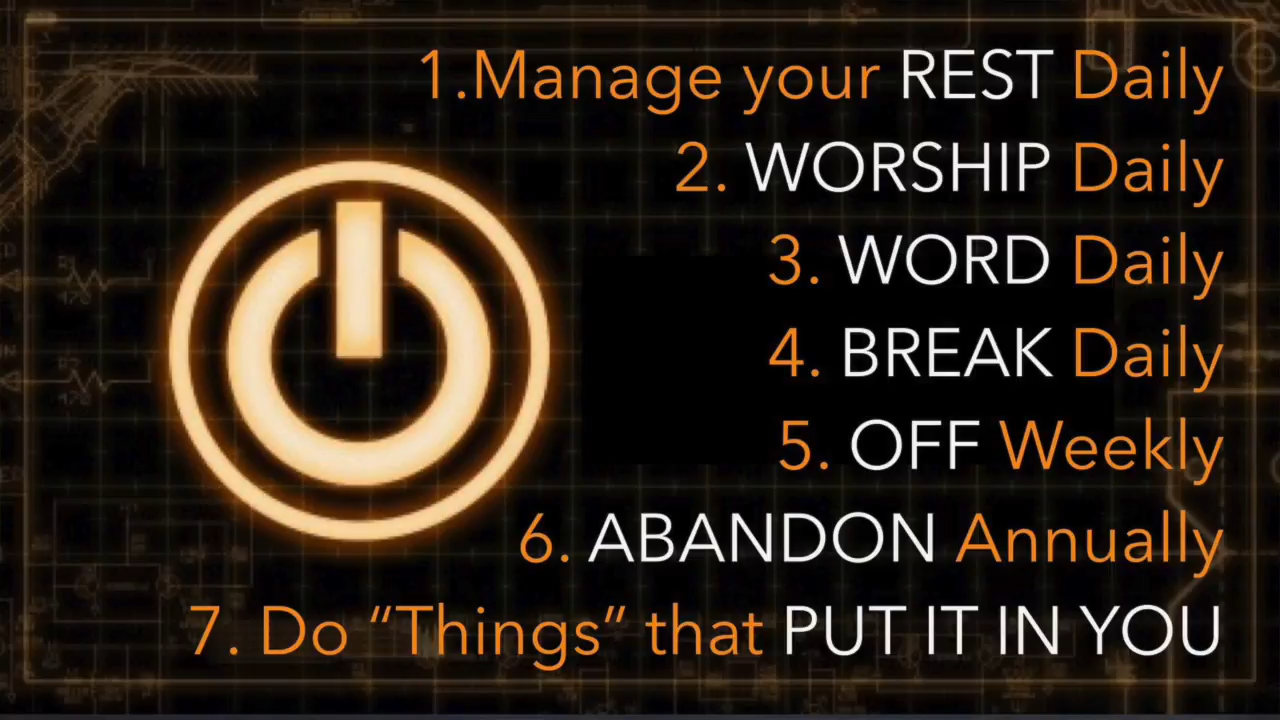 1.Manage your REST Daily
2. WORSHIP Daily
3. WORD Daily
4. BREAK Daily
5. OFF Weekly
6. ABANDON Annually
7. Do “Things” that PUT IT IN YOU